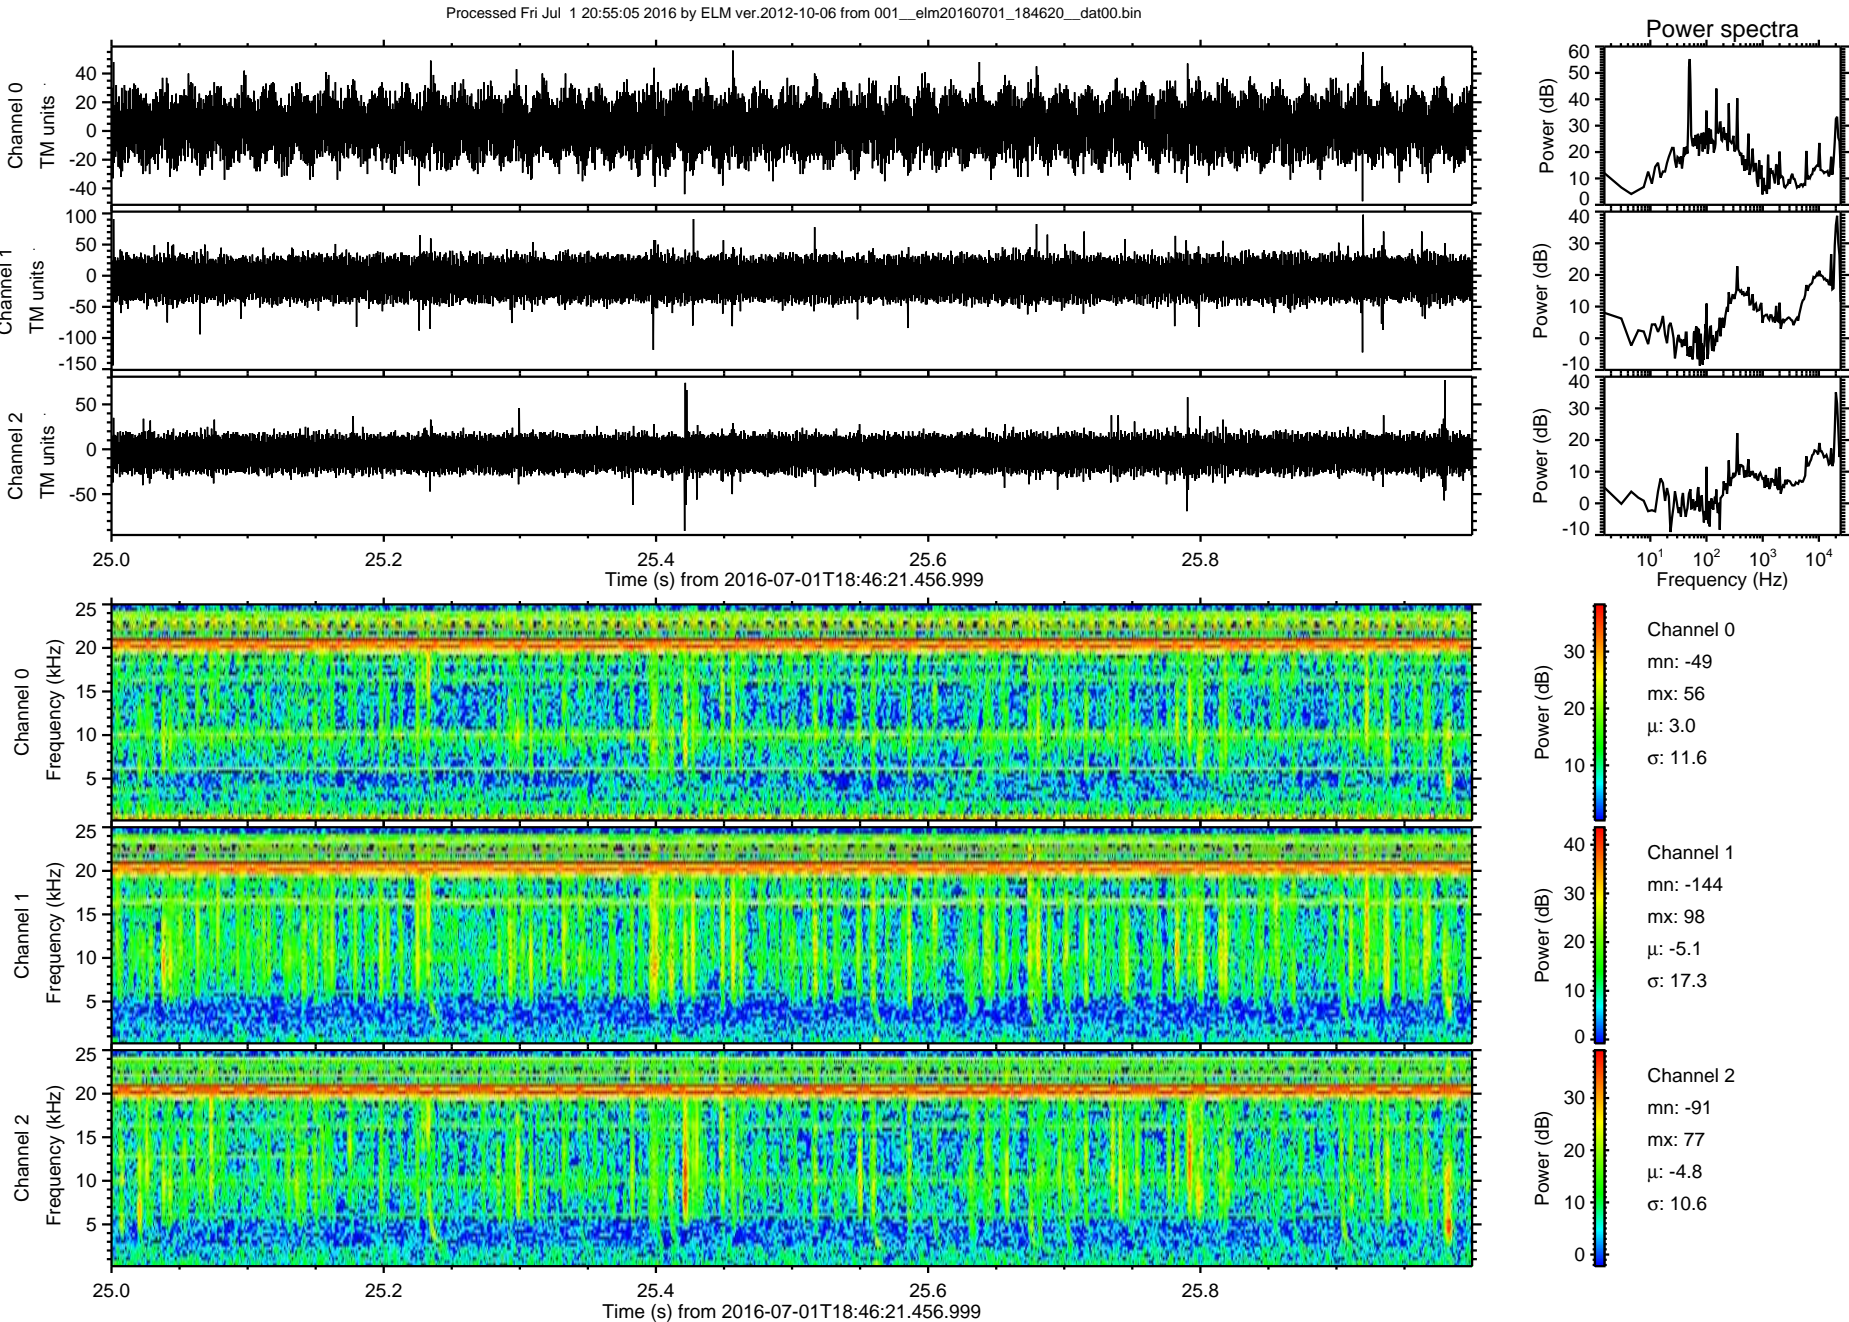 Processed Fri Jul  1 20:55:05 2016 by ELM ver.2012-10-06 from 001__elm20160701_184620__dat00.bin
Power spectra
Channel 0
TM units
40
20
0
-20
-40
Power (dB)
60
50
40
30
20
10
0
Channel 1
TM units
100
50
0
-50
-100
-150
Power (dB)
40
30
20
10
0
-10
Channel 2
TM units
50
0
-50
Power (dB)
40
30
20
10
0
-10
25.0 25.2 25.4 25.6 25.8
Time (s) from 2016-07-01T18:46:21.456.999
10^1 10^2 10^3 10^4
Frequency (Hz)
Channel 0
Frequency (kHz)
25
20
15
10
5
Power (dB)
30
20
10
Channel 0
mn: -49
mx: 56
μ: 3.0
σ: 11.6
Channel 1
Frequency (kHz)
25
20
15
10
5
Power (dB)
40
30
20
10
0
Channel 1
mn: -144
mx: 98
μ: -5.1
σ: 17.3
Channel 2
Frequency (kHz)
25
20
15
10
5
Power (dB)
30
20
10
0
Channel 2
mn: -91
mx: 77
μ: -4.8
σ: 10.6
25.0 25.2 25.4 25.6 25.8
Time (s) from 2016-07-01T18:46:21.456.999